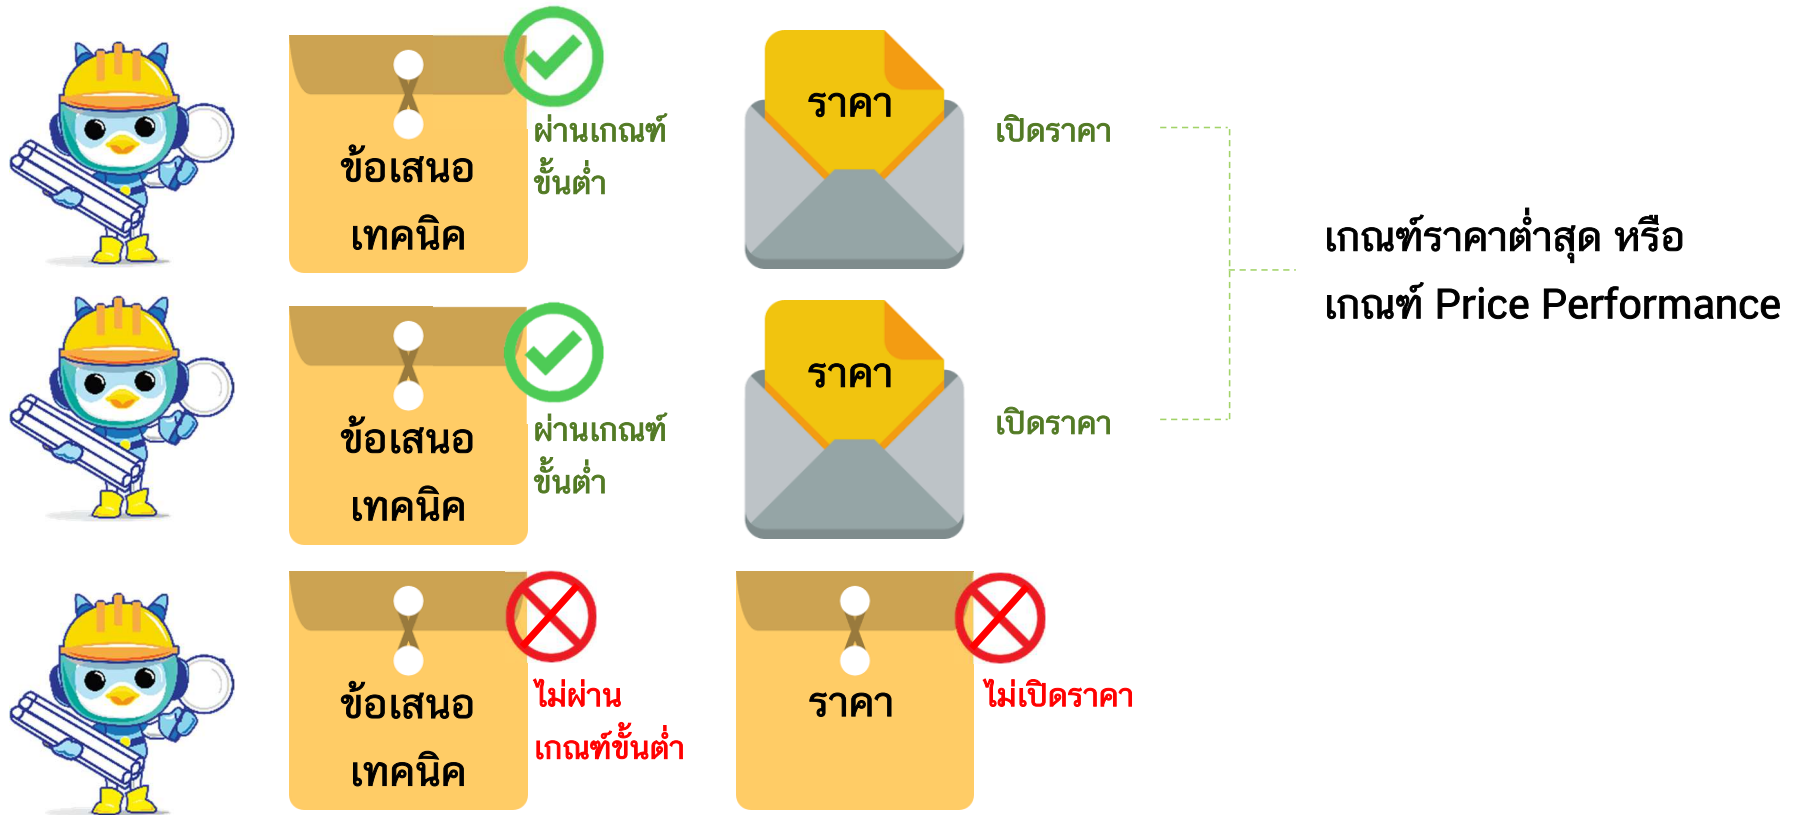 ข้อเสนอ
เทคนิค
ผ่านเกณฑ์
ขั้นต่ำ
ราคา
เปิดราคา
ข้อเสนอ
เทคนิค
ผ่านเกณฑ์
ขั้นต่ำ
ราคา
เปิดราคา
เกณฑ์ราคาต่ำสุด หรือ
เกณฑ์ Price Performance
ข้อเสนอ
เทคนิค
ไม่ผ่าน
เกณฑ์ขั้นต่ำ
ราคา
ไม่เปิดราคา